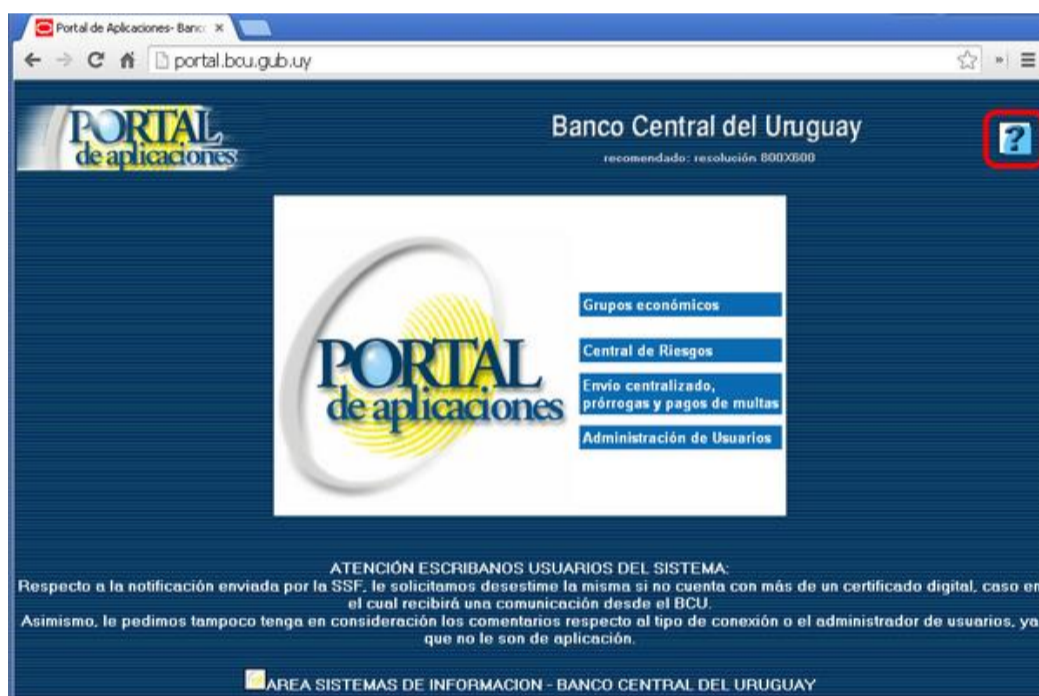 Portal de Aplicaciones- Banc
portal.bcu.gub.uy
PORTAL
de aplicaciones
Banco Central del Uruguay
recomendado: resolución 800X600
?
PORTAL
de aplicaciones
Grupos económicos
Central de Riesgos
Envío centralizado,
prórrogas y pagos de multas
Administración de Usuarios
ATENCIÓN ESCRIBANOS USUARIOS DEL SISTEMA:
Respecto a la notificación enviada por la SSF, le solicitamos desestime la misma si no cuenta con más de un certificado digital, caso en
el cual recibirá una comunicación desde el BCU.
Asimismo, le pedimos tampoco tenga en consideración los comentarios respecto al tipo de conexión o el administrador de usuarios, ya
que no le son de aplicación.
AREA SISTEMAS DE INFORMACION - BANCO CENTRAL DEL URUGUAY